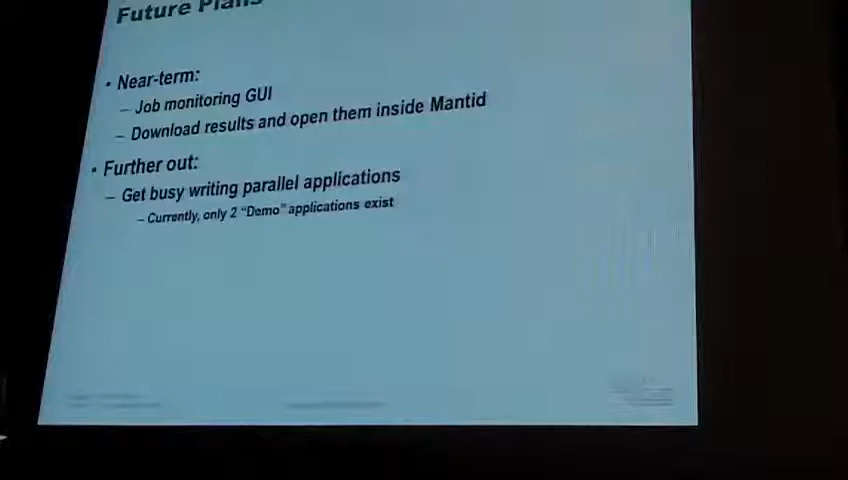 Future Plans
• Near-term:
– Job monitoring GUI
– Download results and open them inside Mantid
• Further out:
– Get busy writing parallel applications
– Currently, only 2 “Demo” applications exist